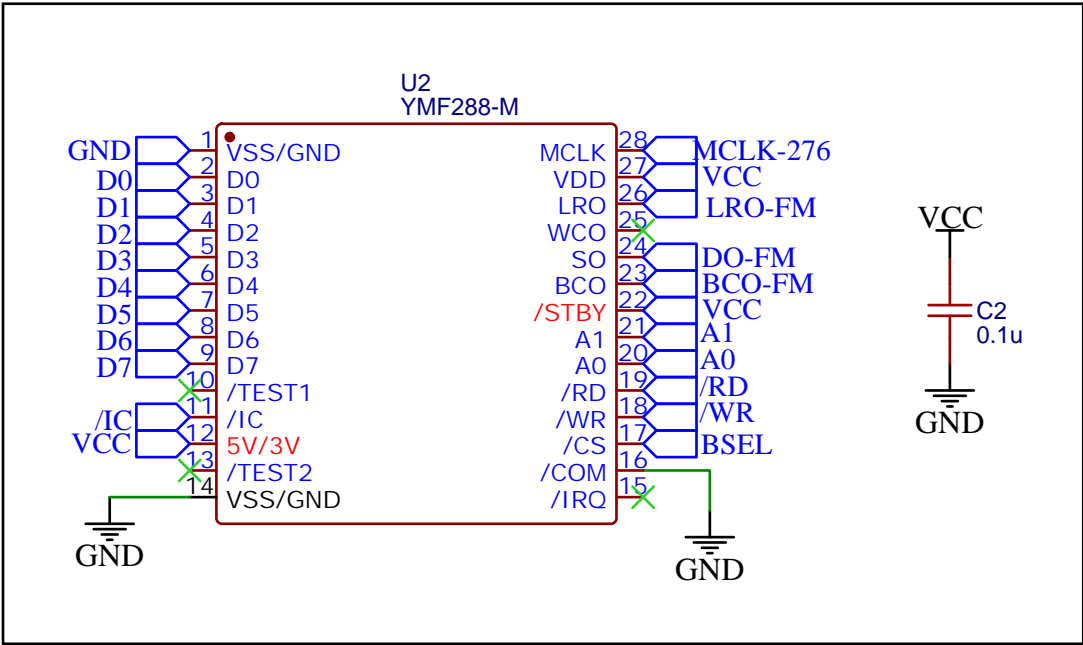 U2
YMF288-M
GND 1 VSS/GND
D0 2 D0
D1 3 D1
D2 4 D2
D3 5 D3
D4 6 D4
D5 7 D5
D6 8 D6
D7 9 D7
10 /TEST1
/IC 11 /IC
VCC 12 5V/3V
13 /TEST2
14 VSS/GND
GND
MCLK 28 MCLK-276
VDD 27 VCC
LRO 26 LRO-FM
WCO 25
SO 24 DO-FM
BCO 23 BCO-FM
/STBY 22 VCC
A1 21 A1
A0 20 A0
/RD 19 /RD
/WR 18 /WR
/CS 17 BSEL
/COM 16
/IRQ 15
GND
VCC
C2
0.1u
GND